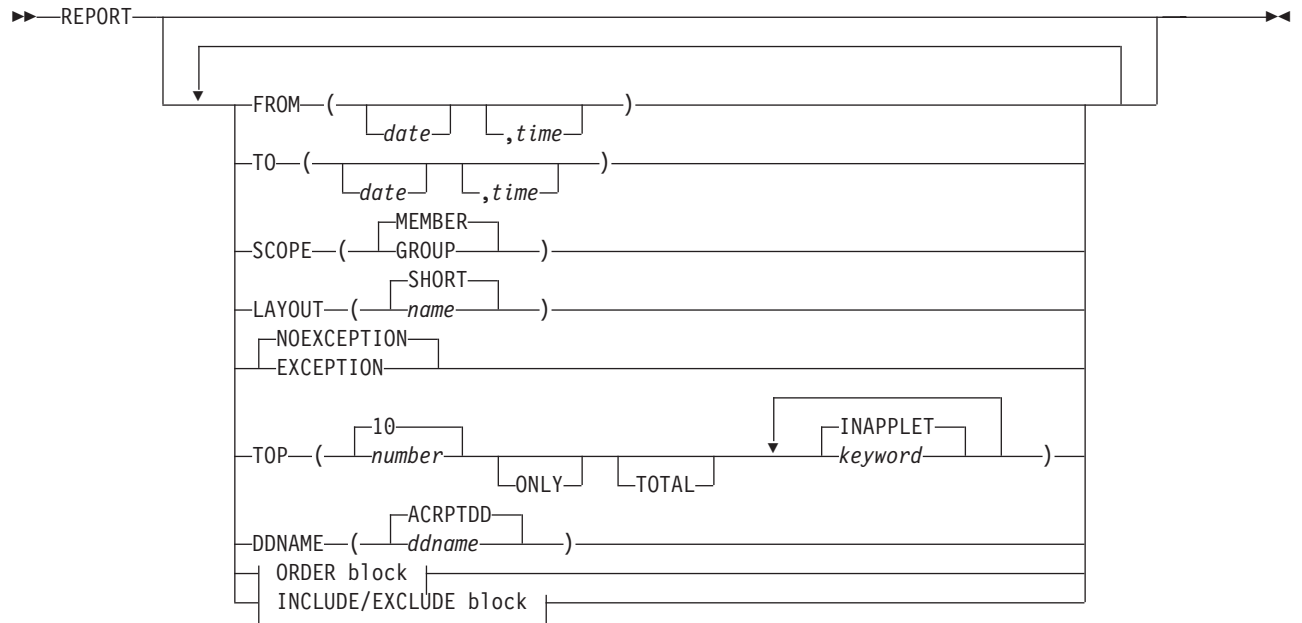 REPORT
FROM ( date ,time )
TO ( date ,time )
MEMBER
SCOPE ( GROUP )
SHORT
LAYOUT ( name )
NOEXCEPTION
EXCEPTION
10 INAPPLET
TOP ( number ONLY TOTAL keyword )
ACRPTDD
DDNAME ( ddname )
ORDER block
INCLUDE/EXCLUDE block